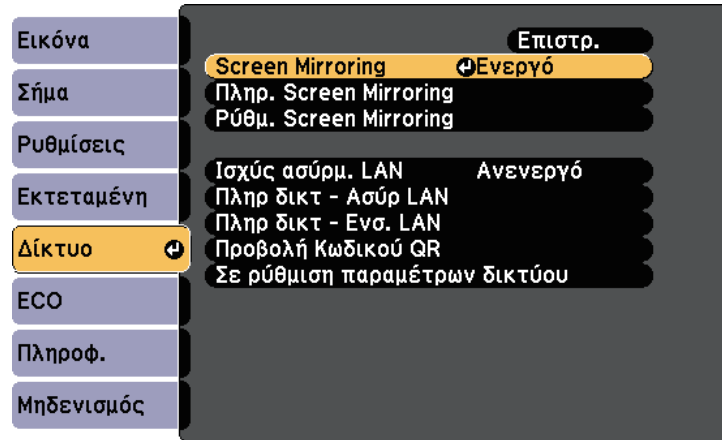 Εικόνα
Σήμα
Ρυθμίσεις
Εκτεταμένη
Δίκτυο
ECO
Πληροφ.
Μηδενισμός
Επιστρ.
Screen Mirroring Ενεργό
Πληρ. Screen Mirroring
Ρύθμ. Screen Mirroring
Ισχύς ασύρμ. LAN Ανενεργό
Πληρ δικτ - Ασύρ LAN
Πληρ δικτ - Ενσ. LAN
Προβολή Κωδικού QR
Σε ρύθμιση παραμέτρων δικτύου